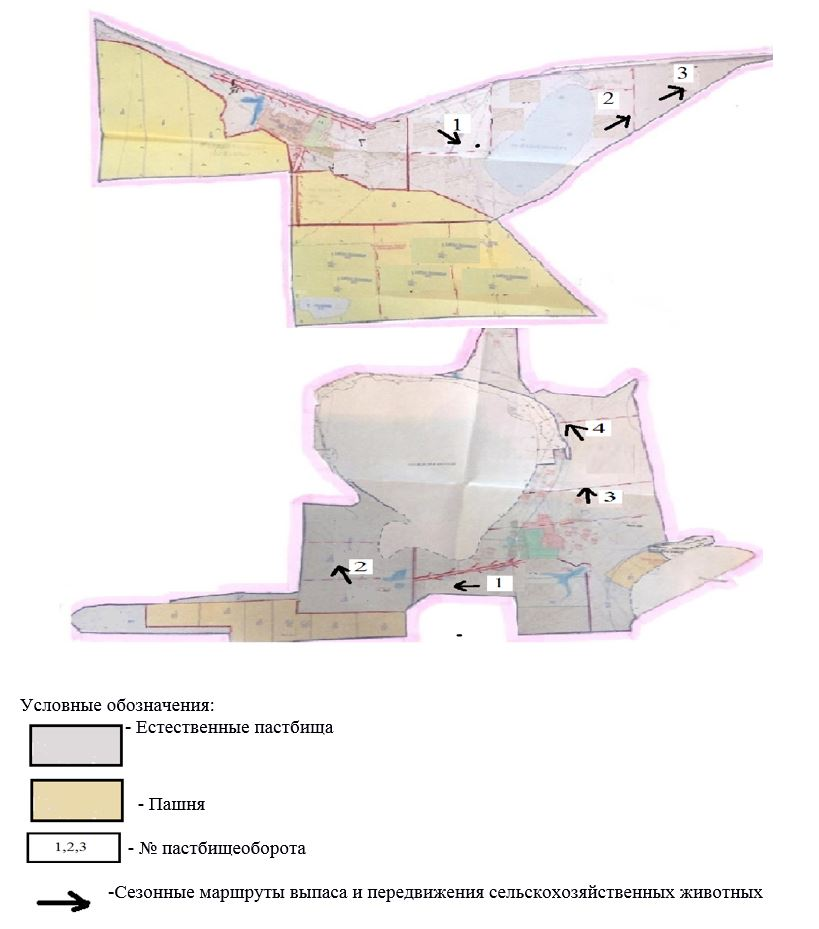 3
2
1
4
3
2
1
Условные обозначения:
- Естественные пастбища
- Пашня
1,2,3 - № пастбищеоборота
-Сезонные маршруты выпаса и передвижения сельскохозяйственных животных